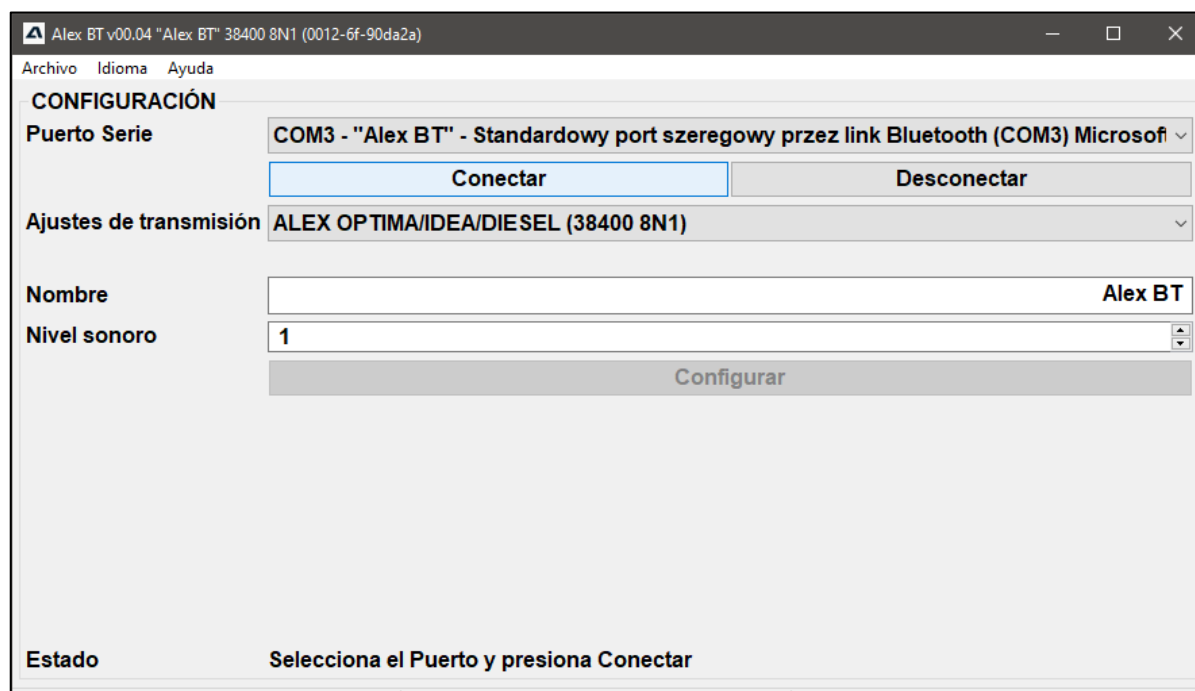 Alex BT v00.04 "Alex BT" 38400 8N1 (0012-6f-90da2a)
Archivo Idioma Ayuda
CONFIGURACIÓN
Puerto Serie COM3 - "Alex BT" - Standardowy port szeregowy przez link Bluetooth (COM3) Microsoft
Conectar Desconectar
Ajustes de transmisión ALEX OPTIMA/IDEA/DIESEL (38400 8N1)
Nombre Alex BT
Nivel sonoro 1
Configurar
Estado Selecciona el Puerto y presiona Conectar